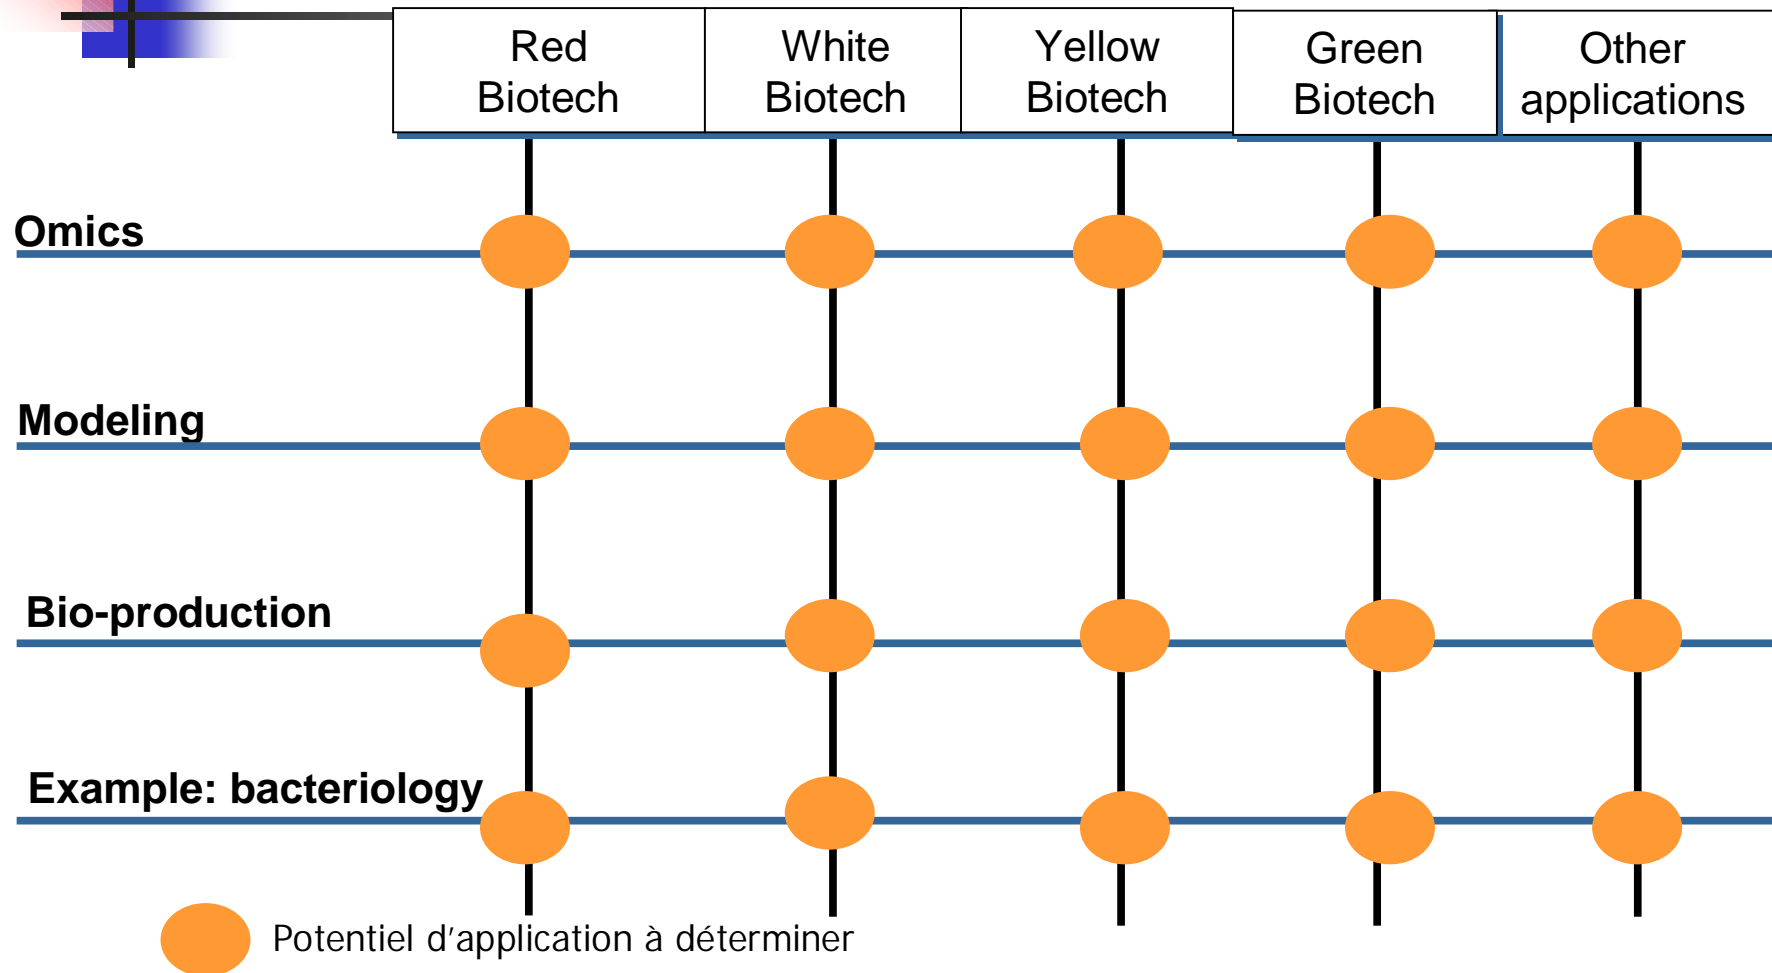 Red
Biotech
White
Biotech
Yellow
Biotech
Green
Biotech
Other
applications
Omics
Modeling
Bio-production
Example: bacteriology
Potentiel d'application à déterminer